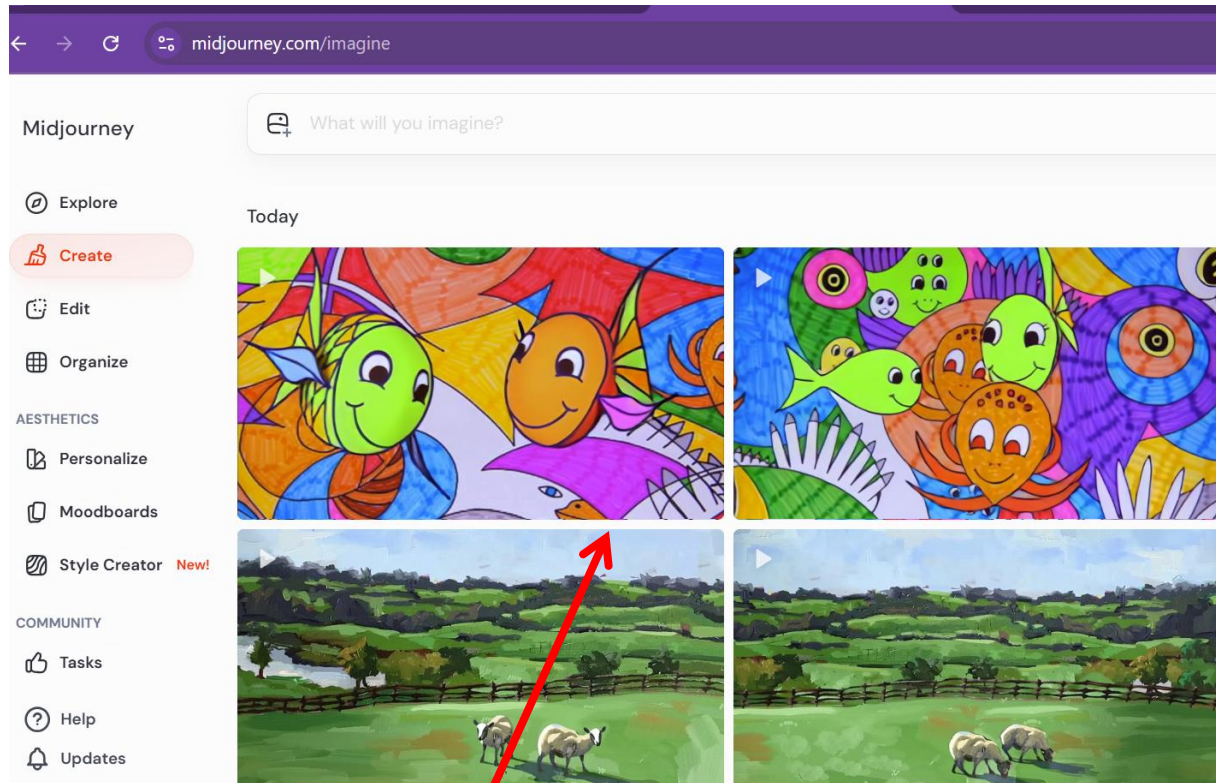 midjourney.com/imagine
Midjourney
What will you imagine?
Explore
Today
Create
Edit
Organize
AESTHETICS
Personalize
Moodboards
Style Creator New!
COMMUNITY
Tasks
Help
Updates